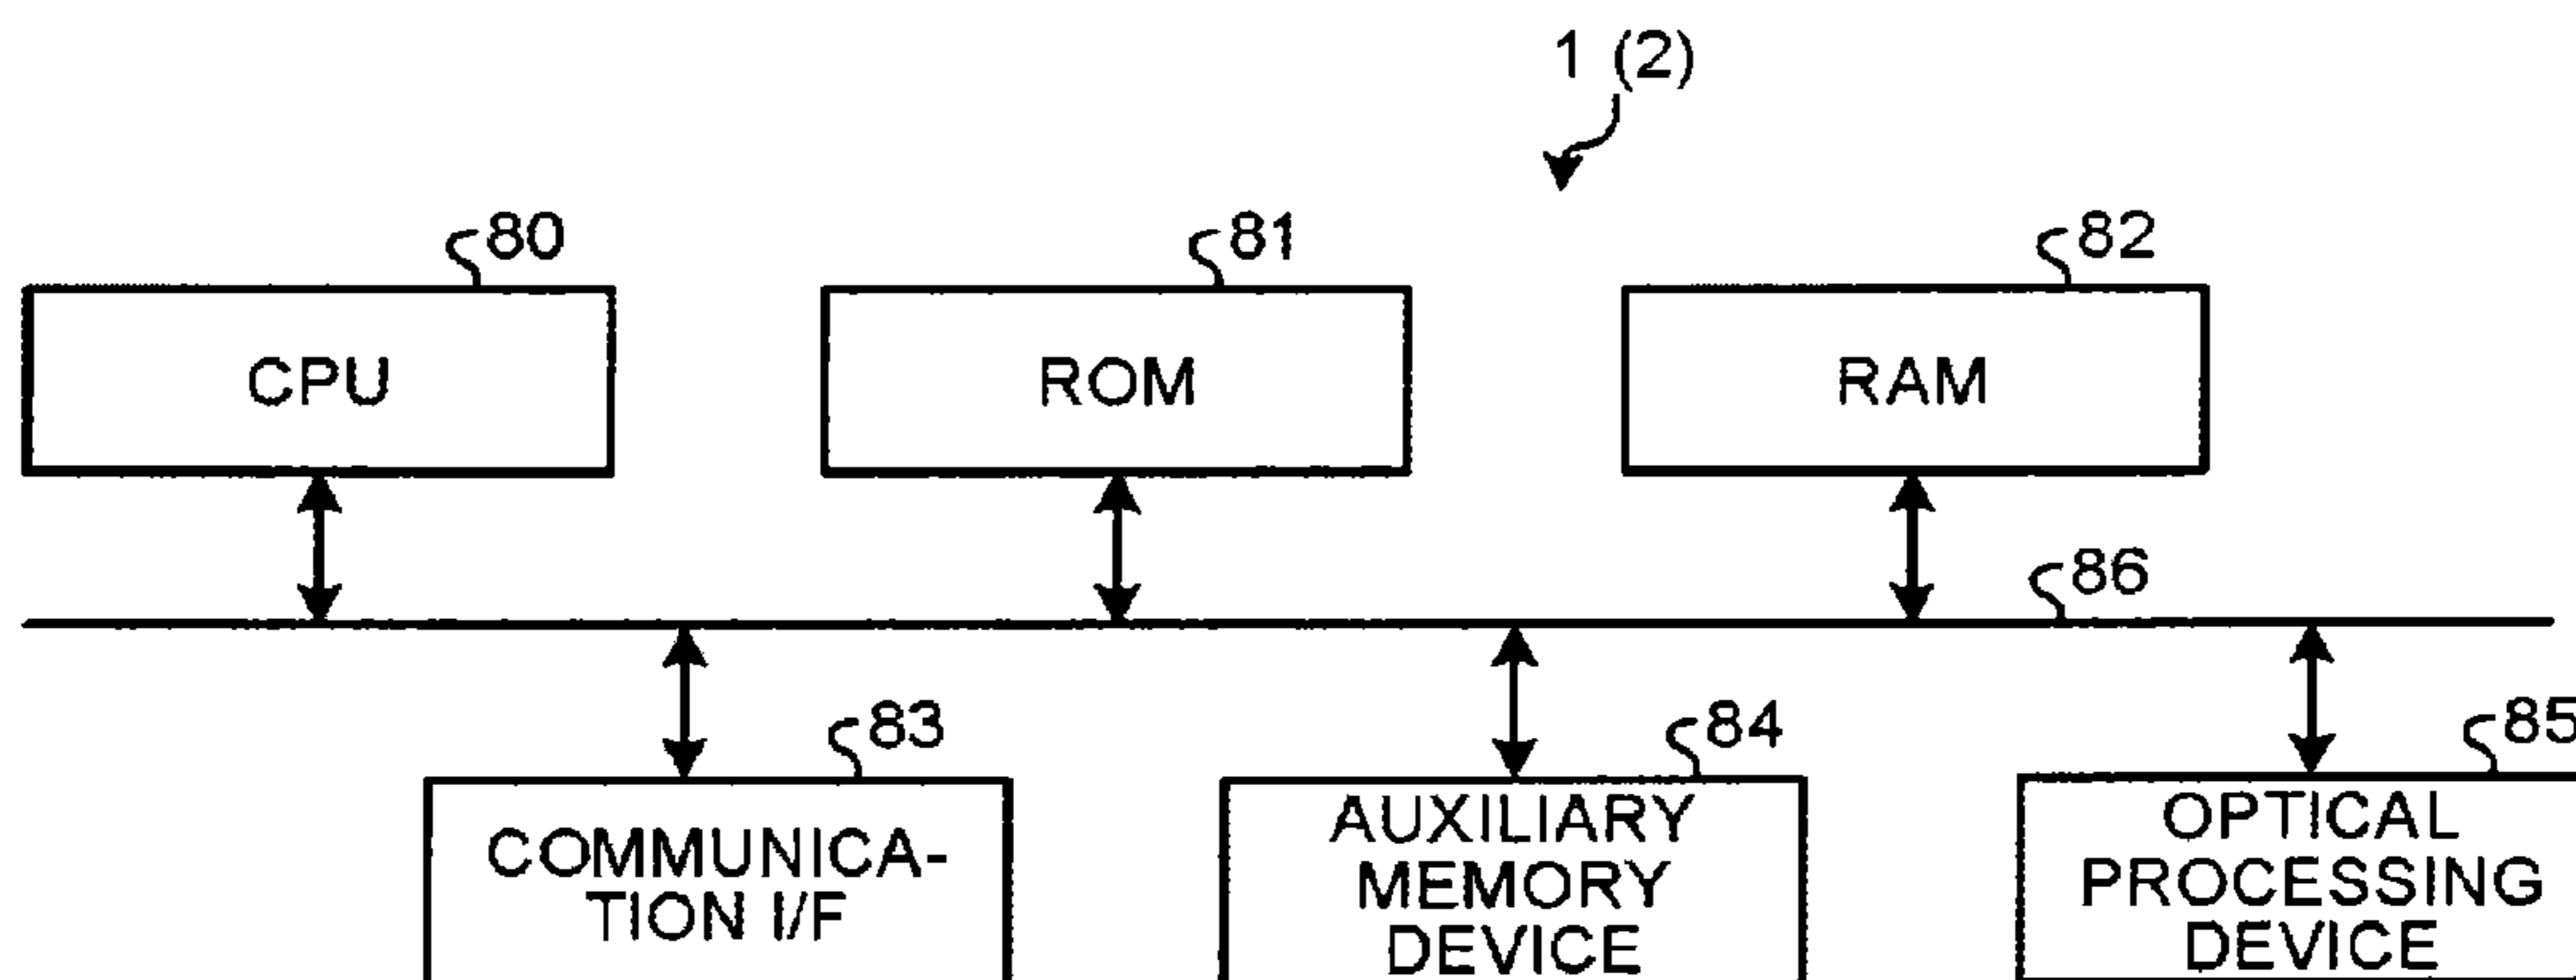 1 (2)
80
81
82
CPU
ROM
RAM
86
83
84
85
COMMUNICA-
TION I/F
AUXILIARY
MEMORY
DEVICE
OPTICAL
PROCESSING
DEVICE